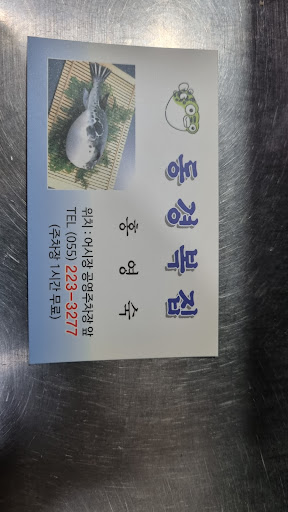 동경복집
홍영숙
위치 : 어시장 공영주차장 앞
TEL (055) 223-3277
(주차장 1시간 무료)